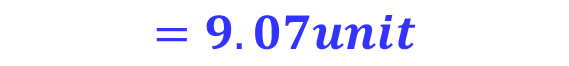 = 9.07unit